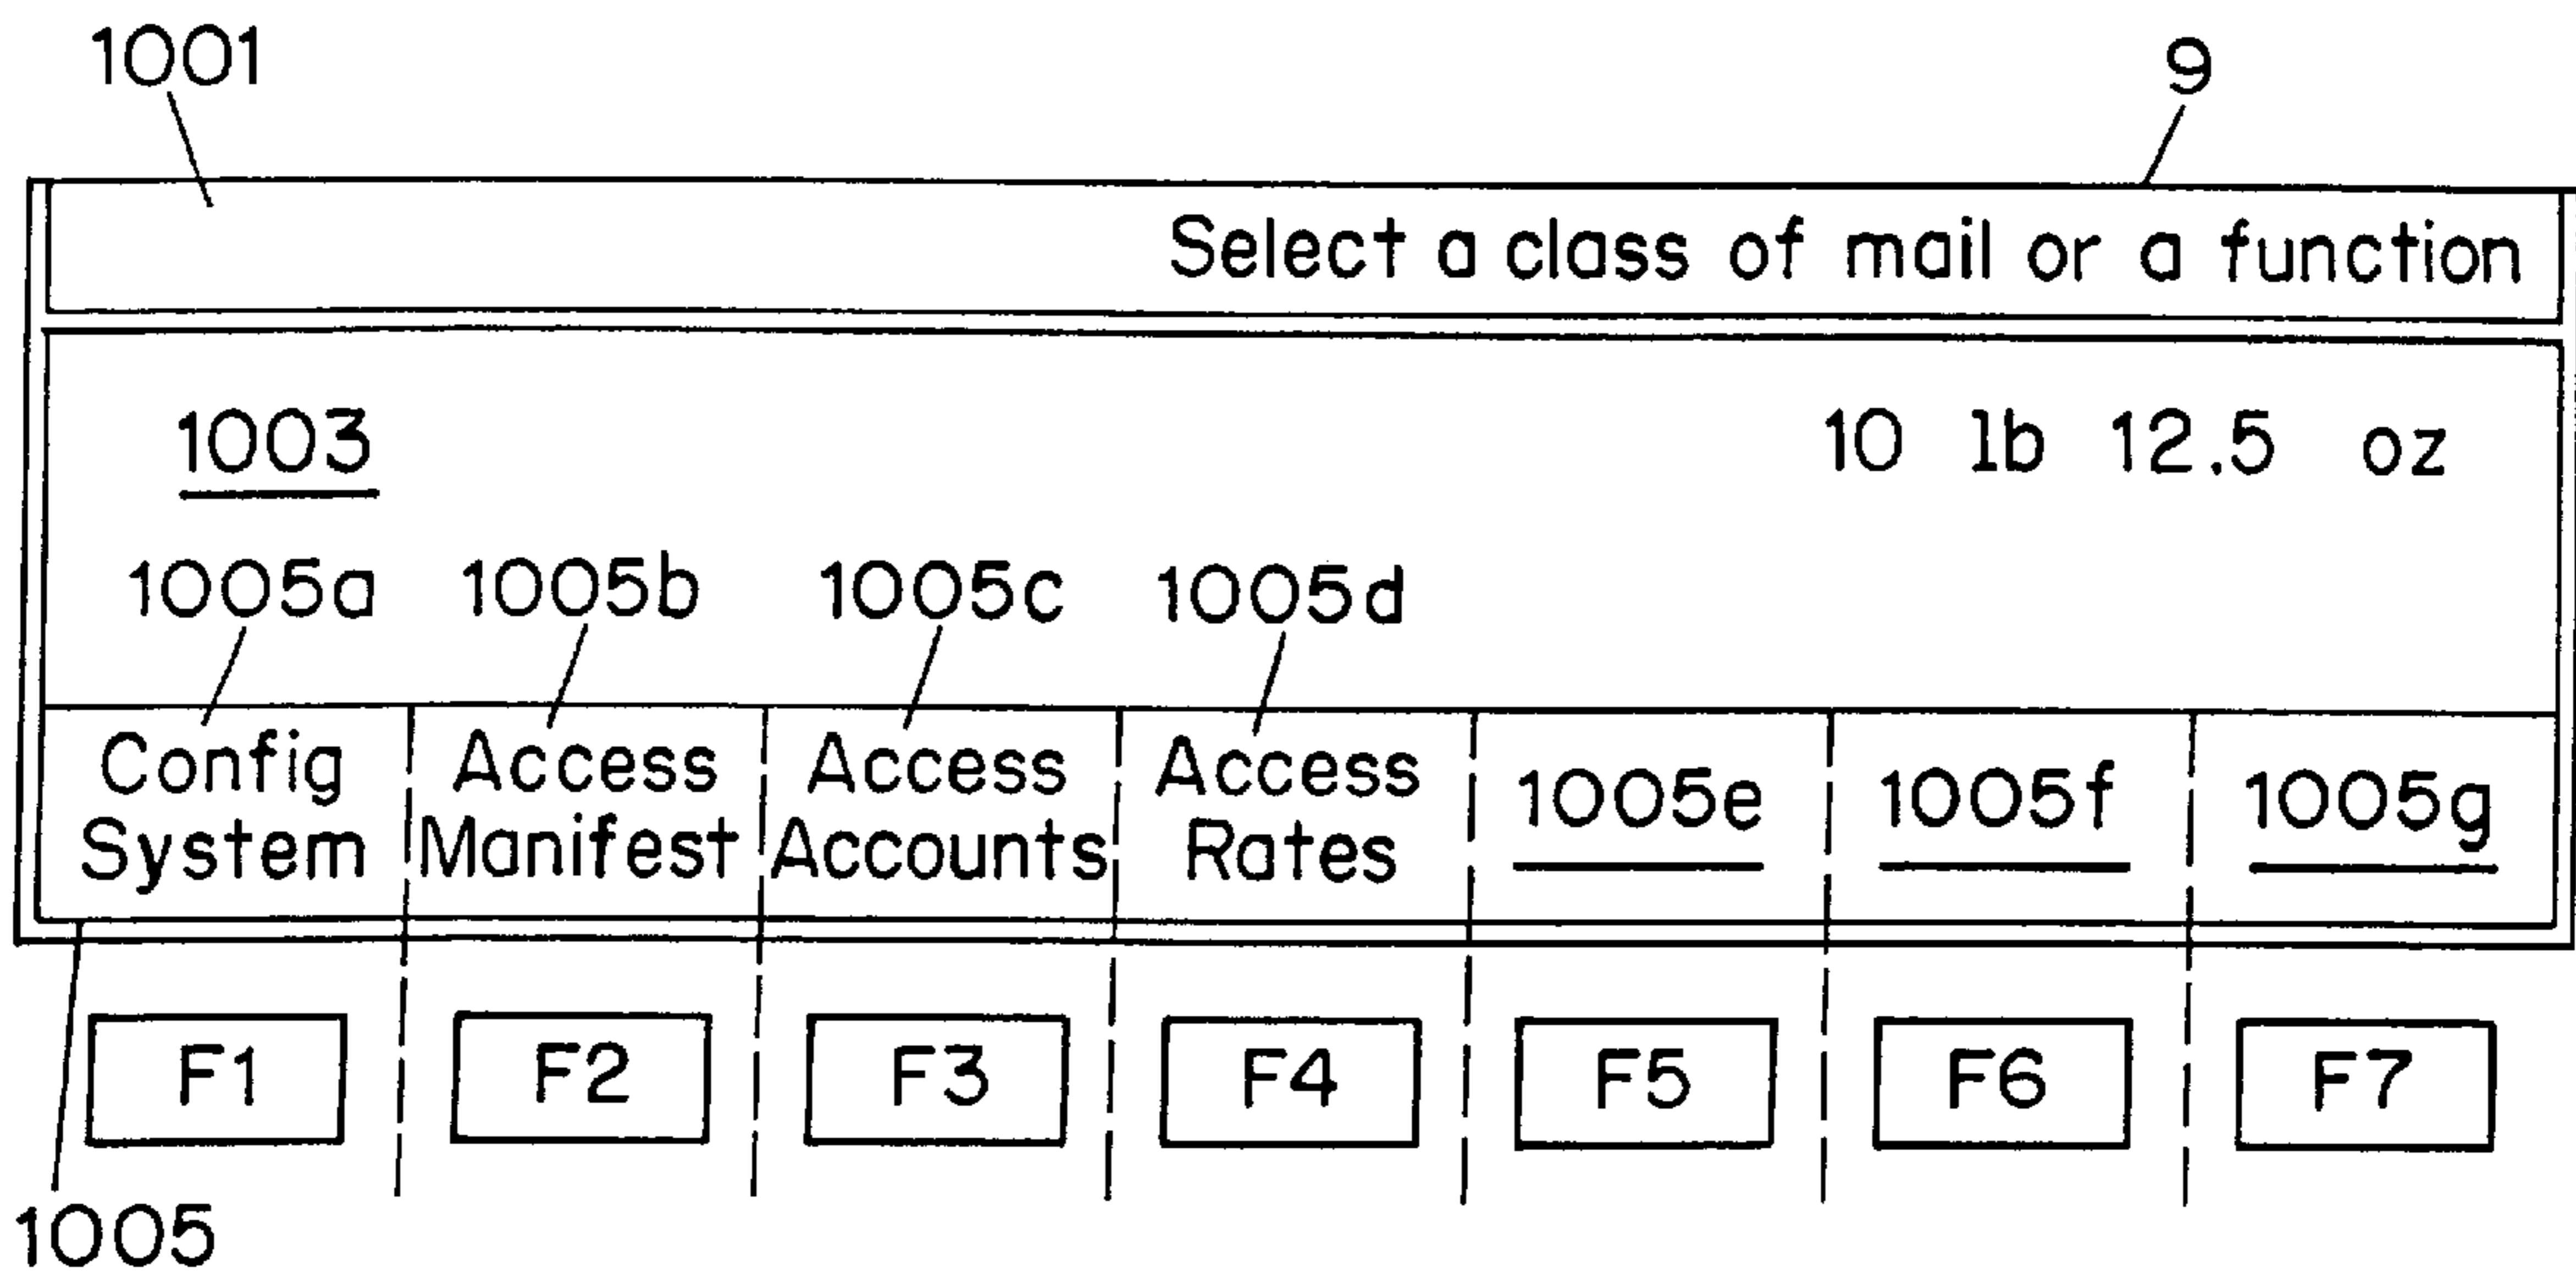 1001 9
Select a class of mail or a function
1003 10 lb 12.5 oz
1005a 1005b 1005c 1005d
Config Access Access Access 1005e 1005f 1005g
System Manifest Accounts Rates
F1 F2 F3 F4 F5 F6 F7
1005